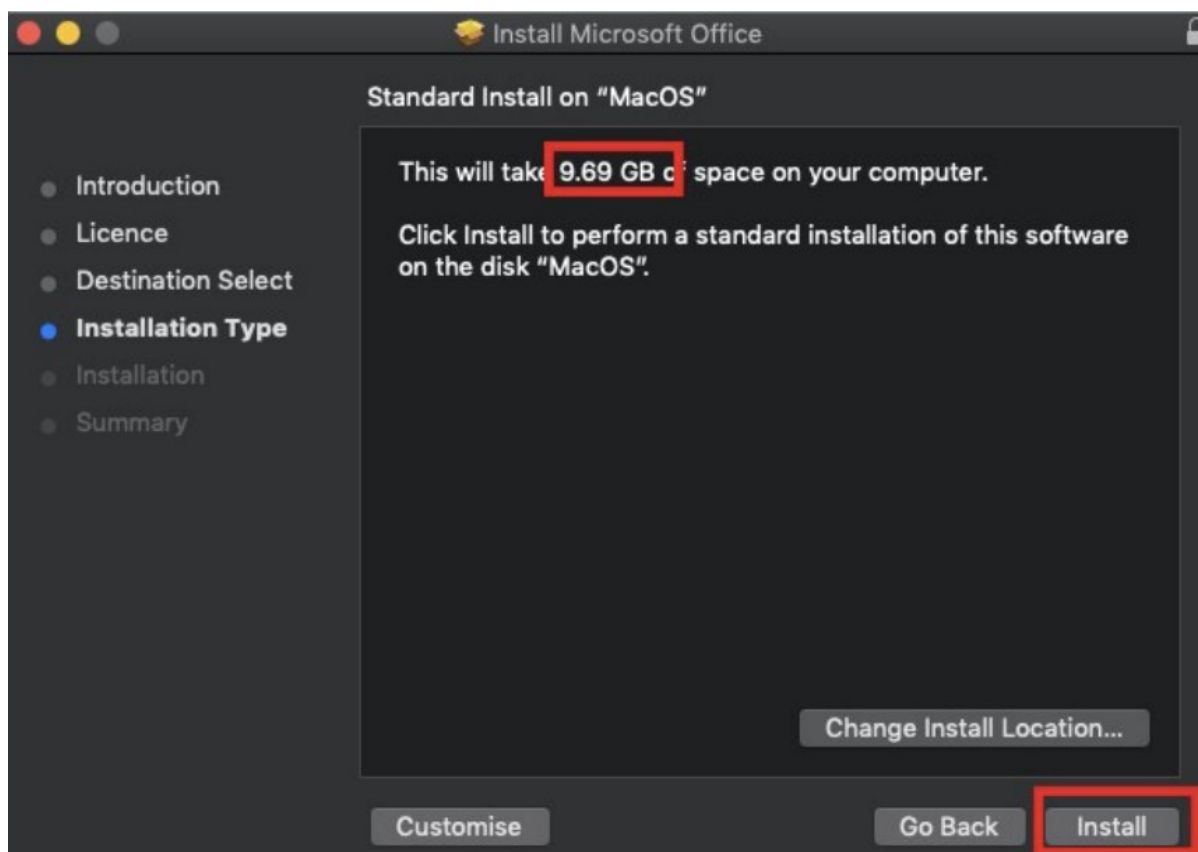 Install Microsoft Office
Standard Install on “MacOS”
Introduction
Licence
Destination Select
Installation Type
Installation
Summary
This will take 9.69 GB of space on your computer.
Click Install to perform a standard installation of this software
on the disk “MacOS”.
Change Install Location...
Customise
Go Back
Install